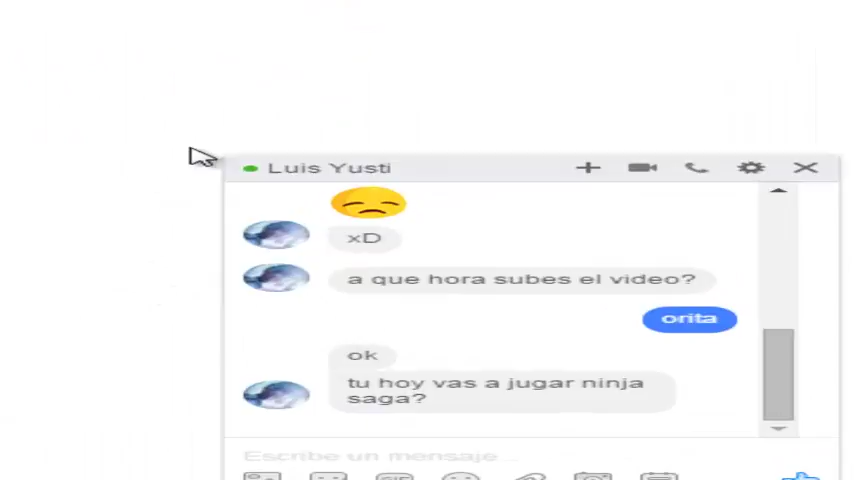 Luis Yusti
xD
a que hora subes el video?
orita
ok
tu hoy vas a jugar ninja
saga?
Escribe un mensaje...
GIF